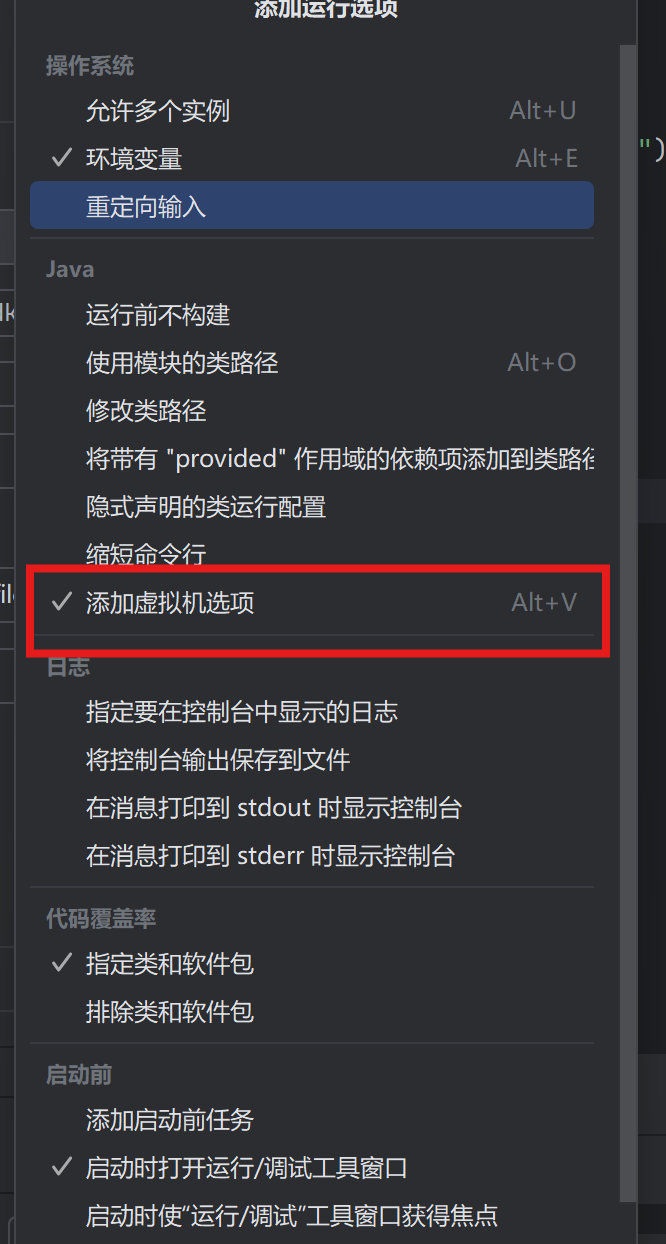 添加运行选项
操作系统
允许多个实例 Alt+U
环境变量 Alt+E
")
重定向输入
Java
运行前不构建
使用模块的类路径 Alt+O
修改类路径
将带有 "provided" 作用域的依赖项添加到类路径
隐式声明的类运行配置
缩短命令行
添加虚拟机选项 Alt+V
日志
指定要在控制台中显示的日志
将控制台输出保存到文件
在消息打印到 stdout 时显示控制台
在消息打印到 stderr 时显示控制台
代码覆盖率
指定类和软件包
排除类和软件包
启动前
添加启动前任务
启动时打开运行/调试工具窗口
启动时使“运行/调试”工具窗口获得焦点